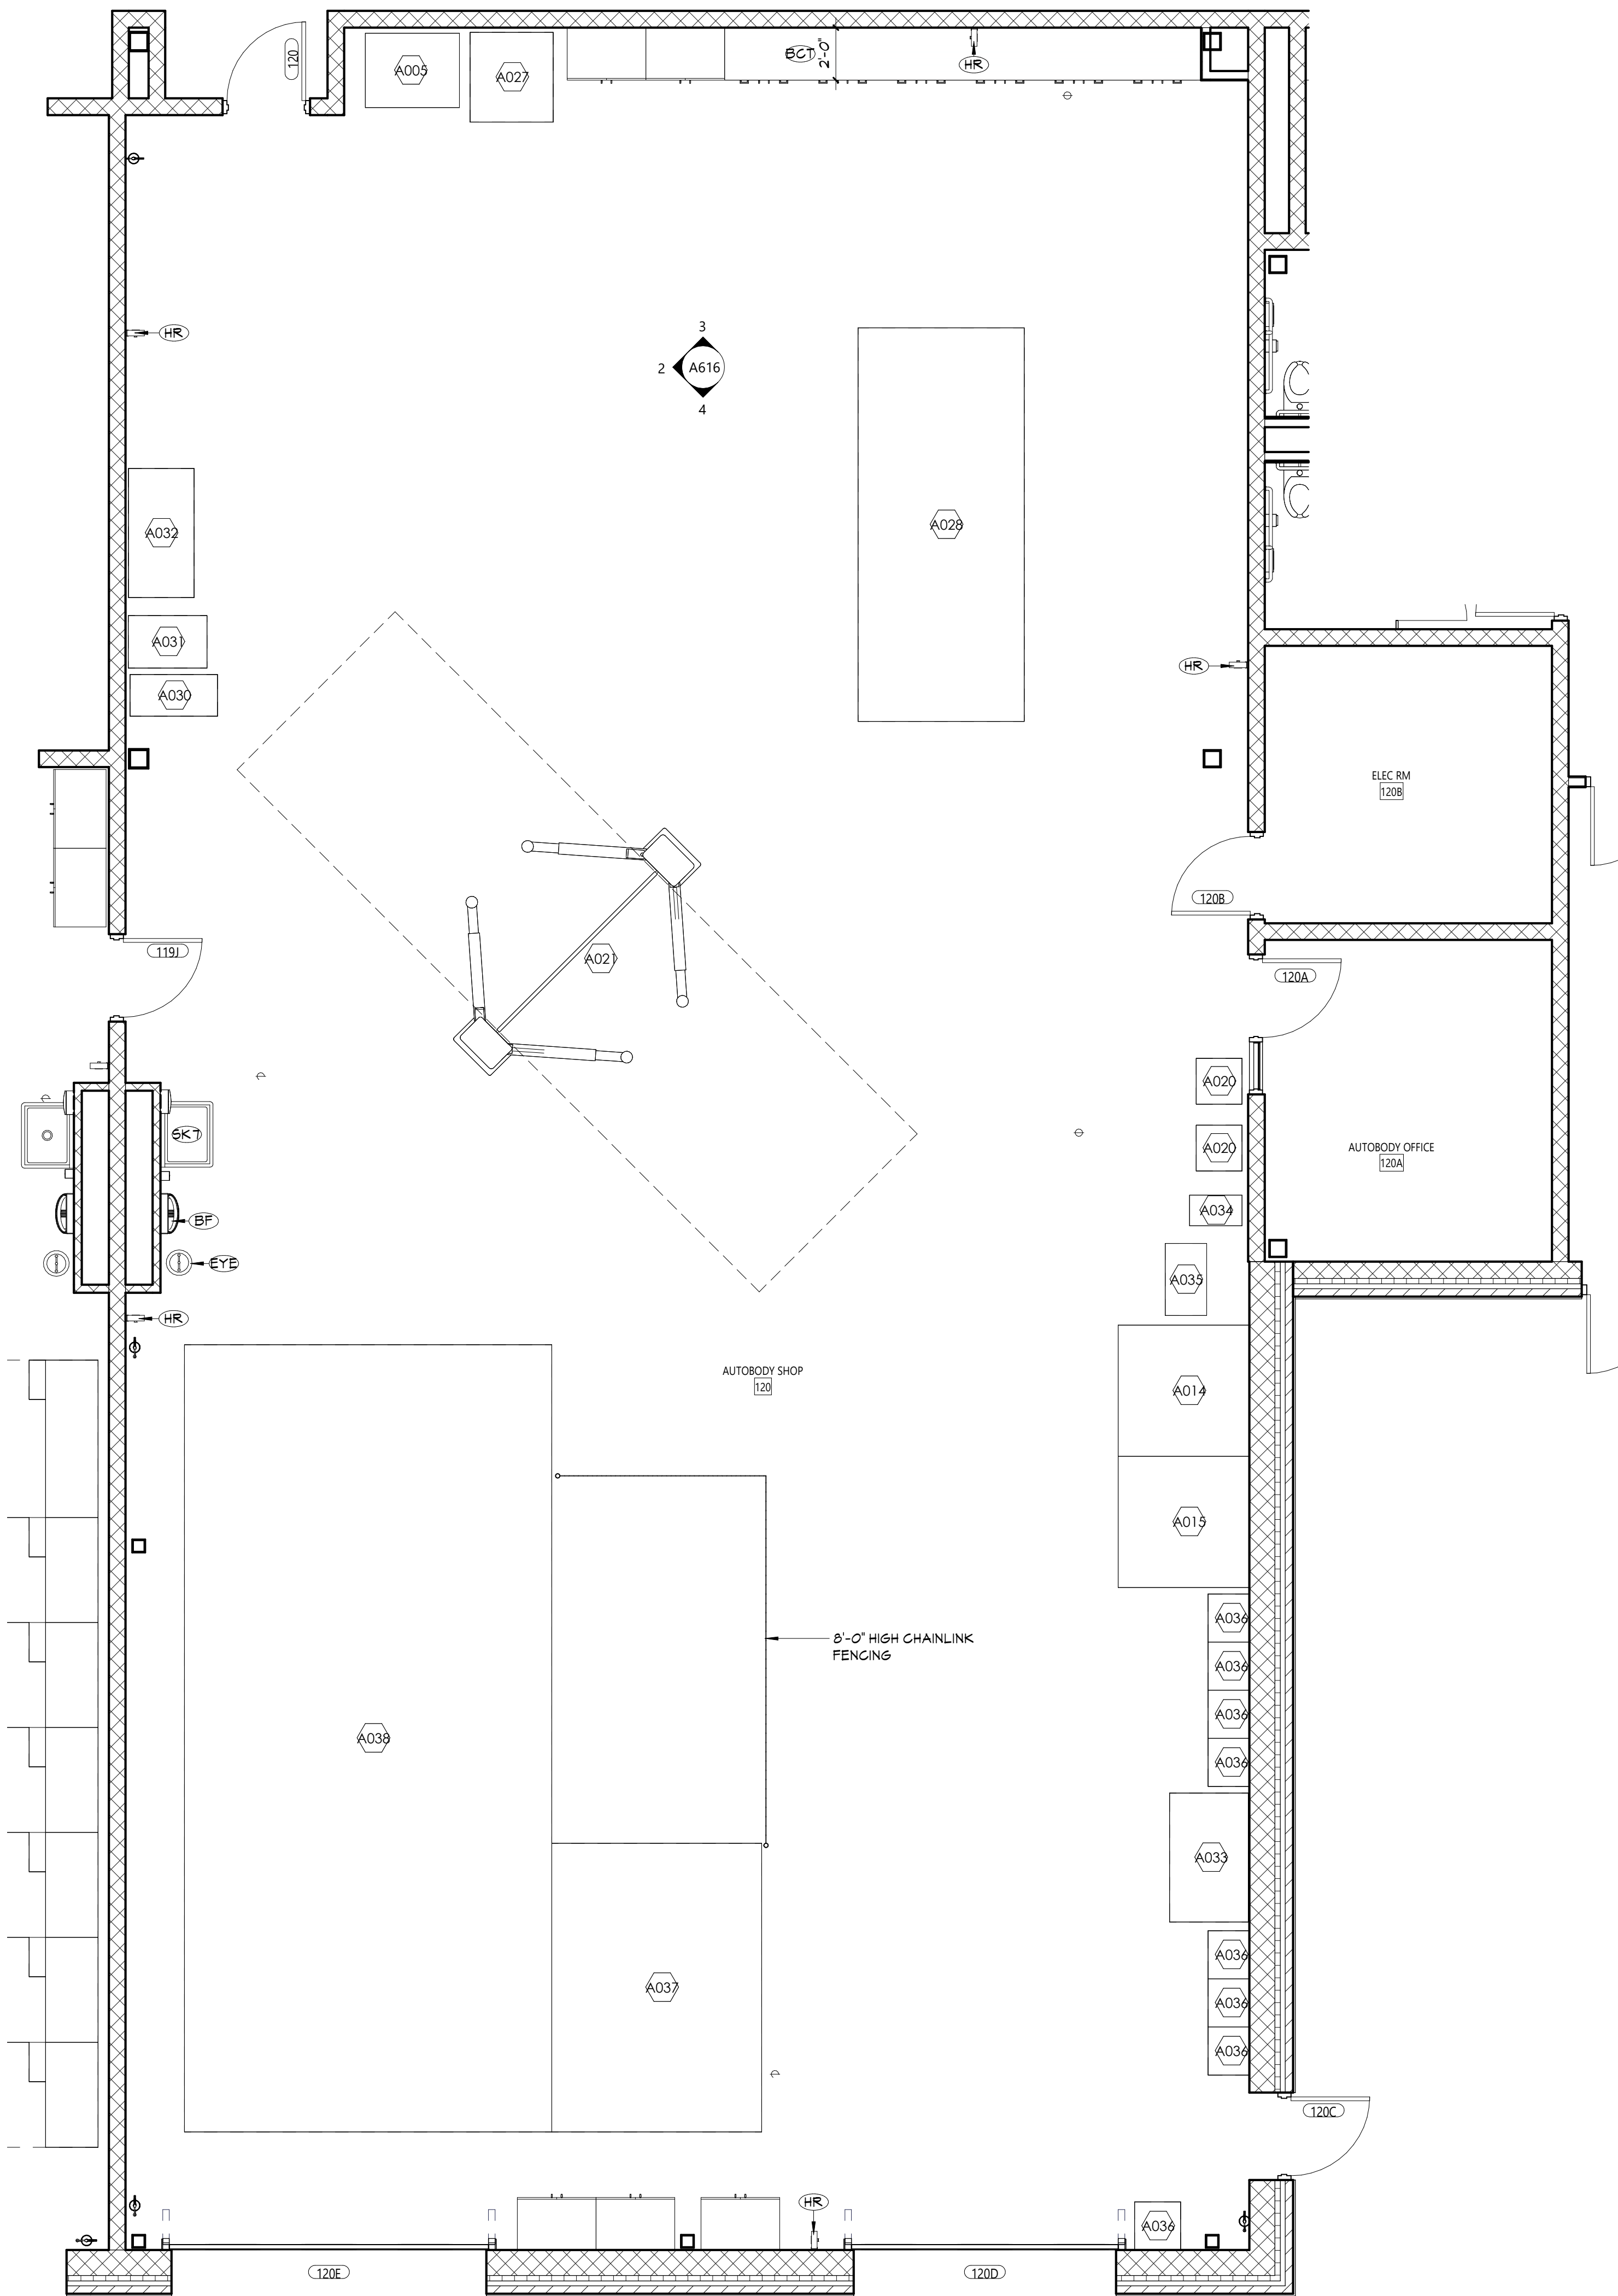 120
A005
A027
BCT
2'-0"
HR
HR
3
2
A616
4
A028
A032
A031
A030
HR
ELEC RM
120B
120B
119J
A021
120A
A020
SK7
A020
AUTOBODY OFFICE
120A
A034
BF
EYE
A035
HR
AUTOBODY SHOP
120
A014
A015
A036
8'-0" HIGH CHAINLINK
FENCING
A036
A036
A038
A036
A033
A036
A037
A036
A036
120C
HR
A036
120E
120D